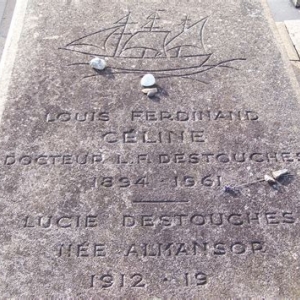 LOUIS FERDINAND
CÉLINE
DOCTEUR L.F. DESTOUCHES
1894 - 1961
LUCIE DESTOUCHES
NÉE ALMANSOR
1912 - 19